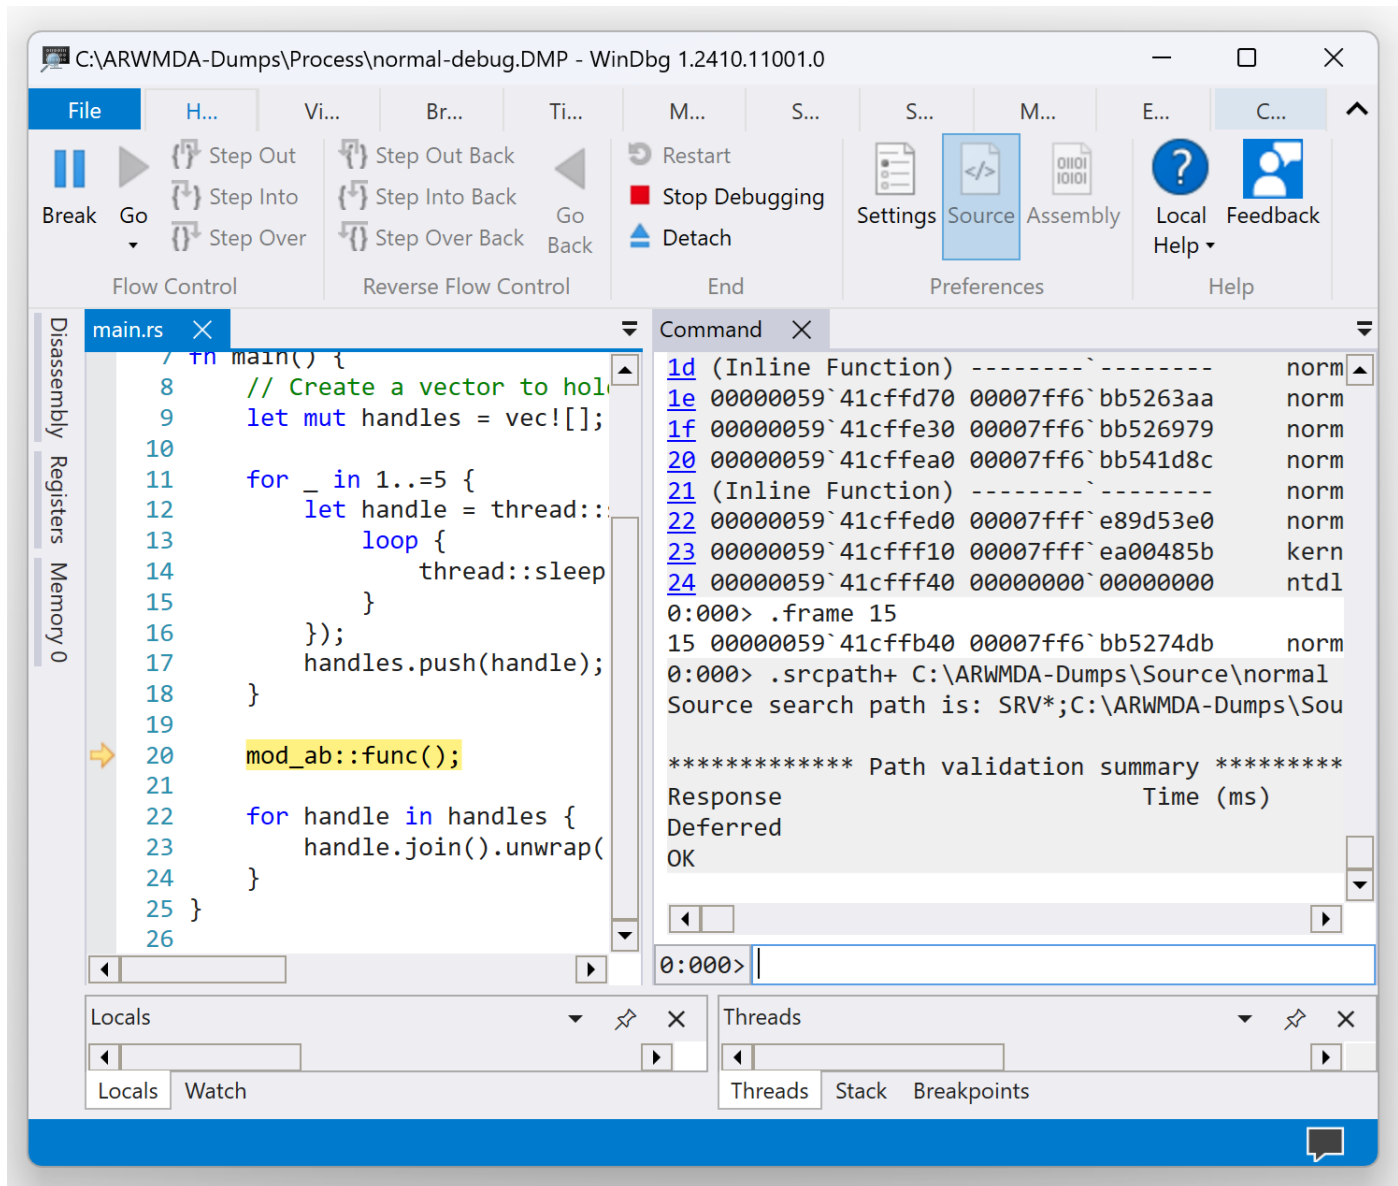 C:\ARWMDA-Dumps\Process\normal-debug.DMP - WinDbg 1.2410.11001.0
File H... Vi... Br... Ti... M... S... S... M... E... C...
Break
Go
Step Out
Step Into
Step Over
Flow Control
Step Out Back
Step Into Back
Step Over Back
Go
Back
Reverse Flow Control
Restart
Stop Debugging
Detach
End
Settings
Source
Assembly
Preferences
Local
Help
Feedback
Help
Disassembly
Registers
Memory 0
main.rs
7 fn main() {
8 // Create a vector to hol
9 let mut handles = vec![];
10
11 for _ in 1..=5 {
12 let handle = thread::
13 loop {
14 thread::sleep
15 }
16 });
17 handles.push(handle);
18 }
19
20 mod_ab::func();
21
22 for handle in handles {
23 handle.join().unwrap(
24 }
25 }
26
Command
1d (Inline Function) --------`-------- norm
1e 00000059`41cffd70 00007ff6`bb5263aa norm
1f 00000059`41cffe30 00007ff6`bb526979 norm
20 00000059`41cffea0 00007ff6`bb541d8c norm
21 (Inline Function) --------`-------- norm
22 00000059`41cffed0 00007fff`e89d53e0 norm
23 00000059`41cfff10 00007fff`ea00485b kern
24 00000059`41cfff40 00000000`00000000 ntdl
0:000> .frame 15
15 00000059`41cffb40 00007ff6`bb5274db norm
0:000> .srcpath+ C:\ARWMDA-Dumps\Source\normal
Source search path is: SRV*;C:\ARWMDA-Dumps\Sou
************* Path validation summary *********
Response Time (ms)
Deferred
OK
0:000>
Locals
Locals Watch
Threads
Threads Stack Breakpoints